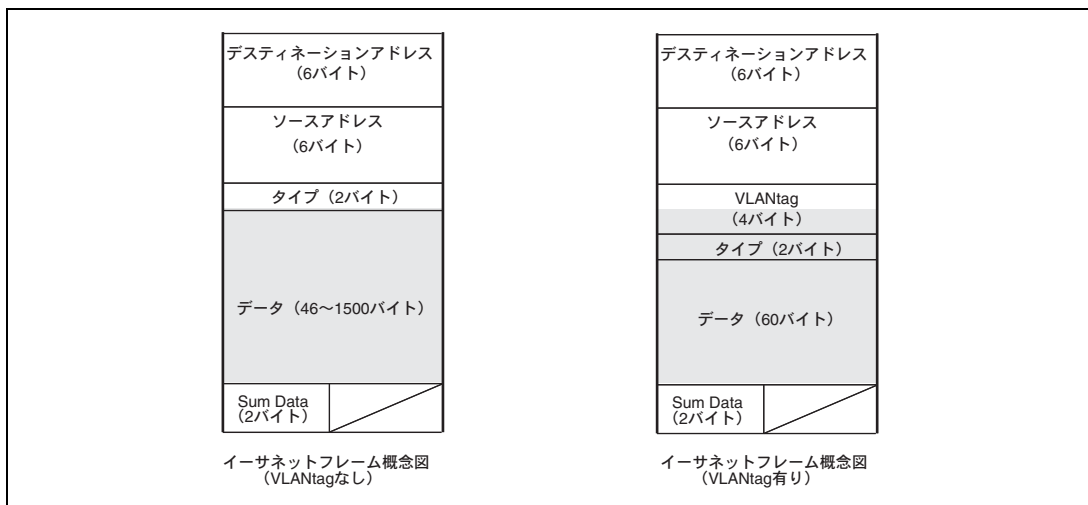 デスティネーションアドレス
（6バイト）
ソースアドレス
（6バイト）
タイプ（2バイト）
データ（46～1500バイト）
Sum Data
（2バイト）
イーサネットフレーム概念図
（VLANtagなし）
デスティネーションアドレス
（6バイト）
ソースアドレス
（6バイト）
VLANtag
（4バイト）
タイプ（2バイト）
データ（60バイト）
Sum Data
（2バイト）
イーサネットフレーム概念図
（VLANtag有り）